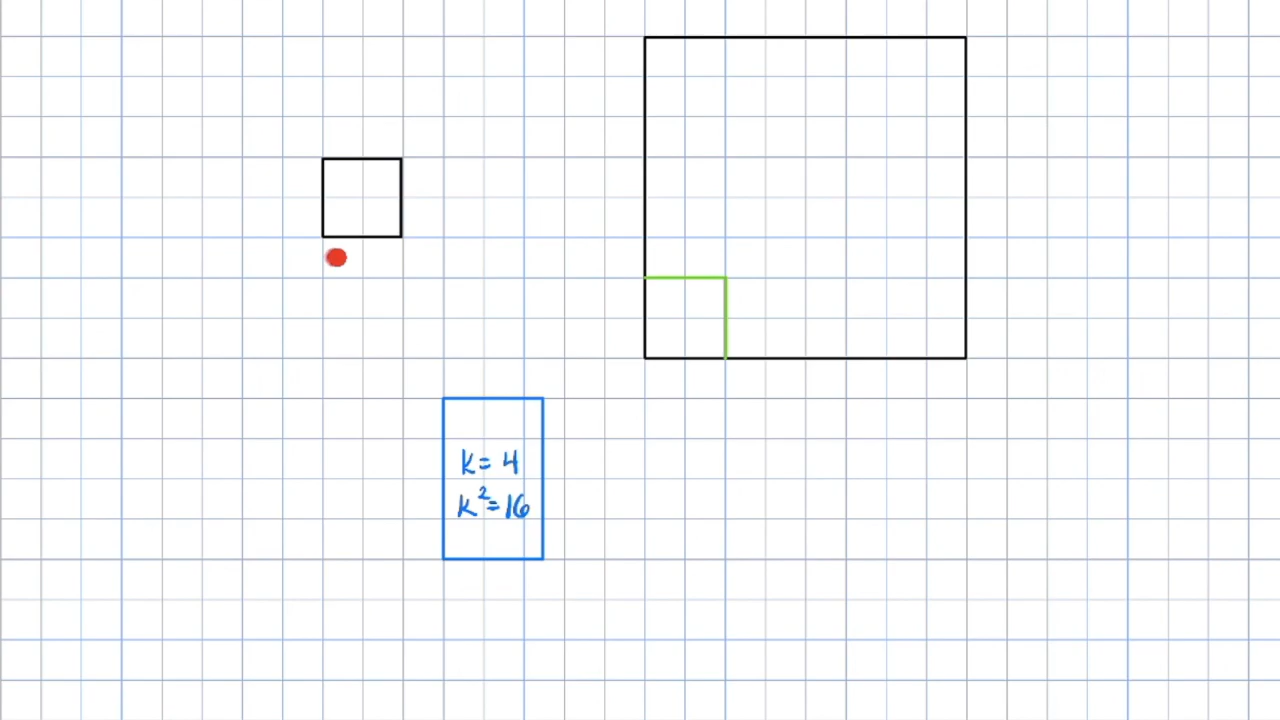 k = 4
k² = 16